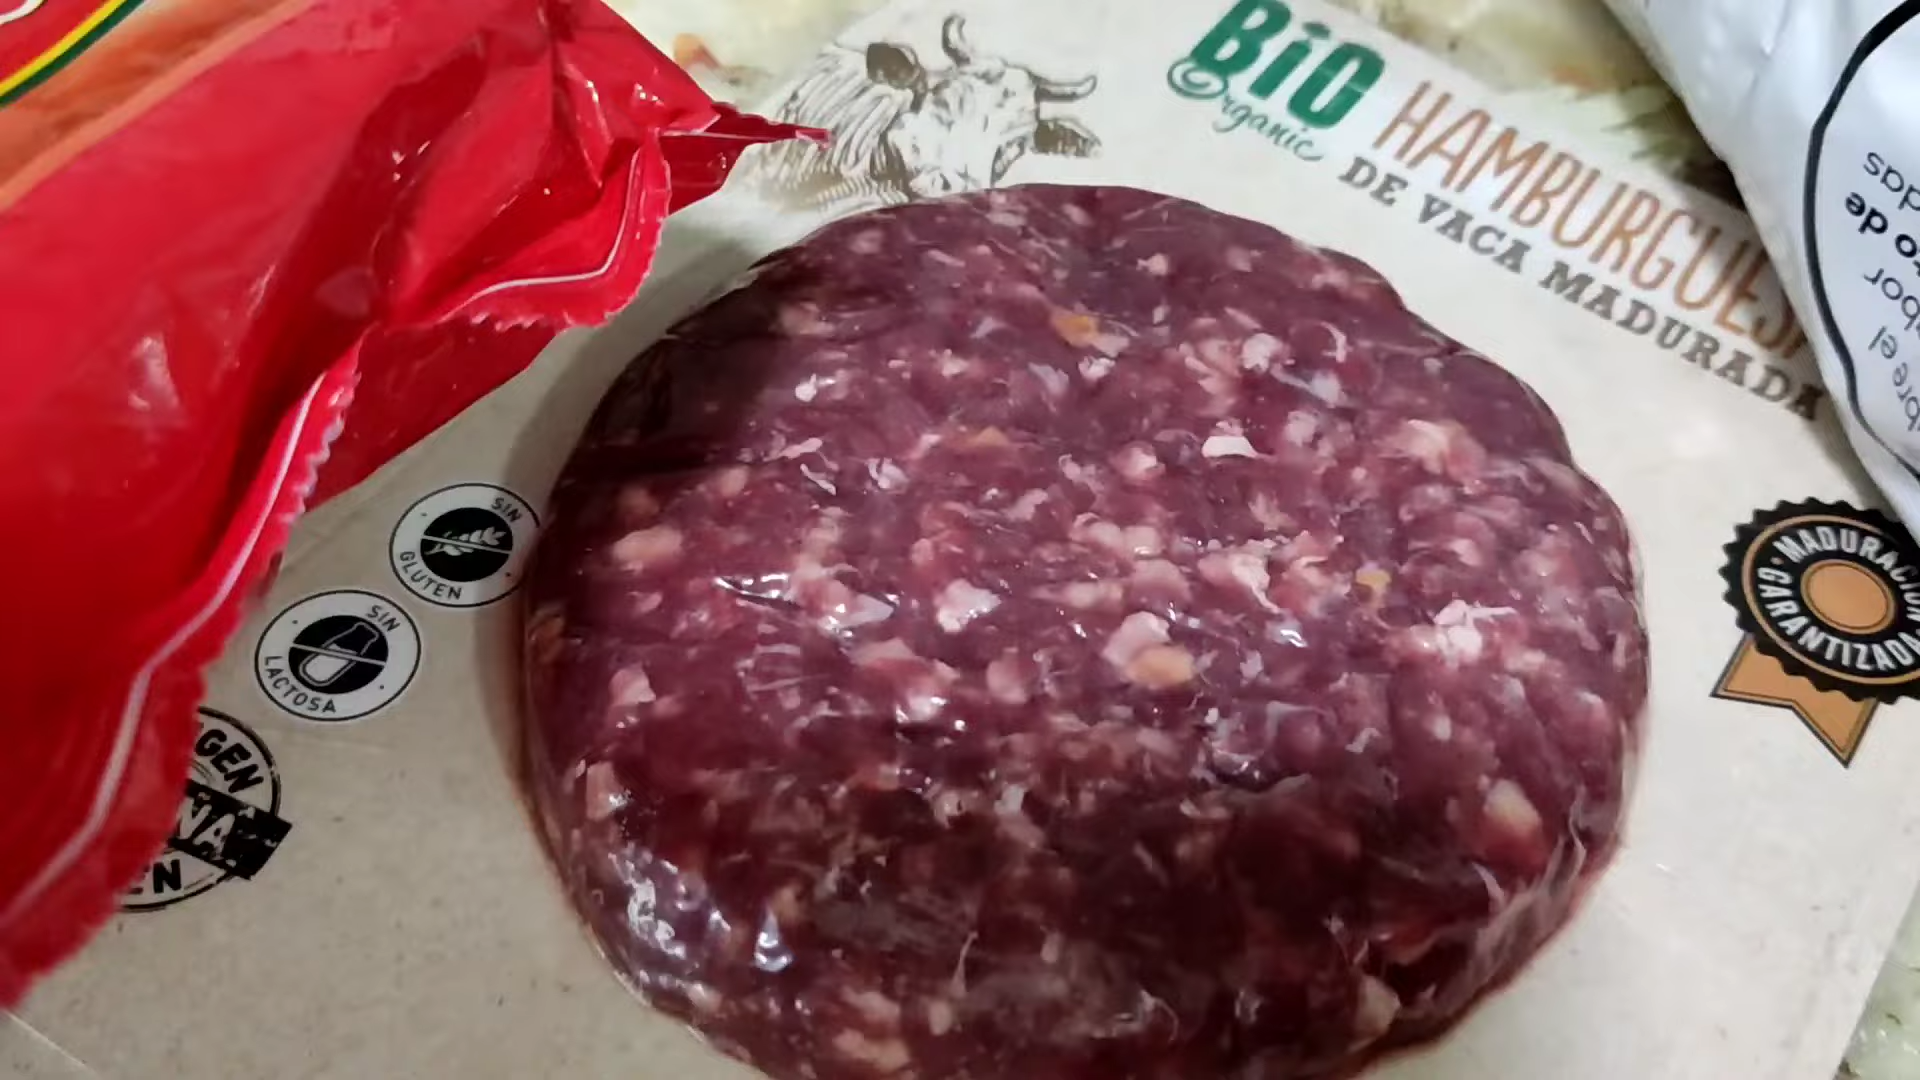 BiO
Organic
HAMBURGUESA
DE VACA MADURADA
SIN
GLUTEN
SIN
LACTOSA
MADURACIÓN
GARANTIZADA